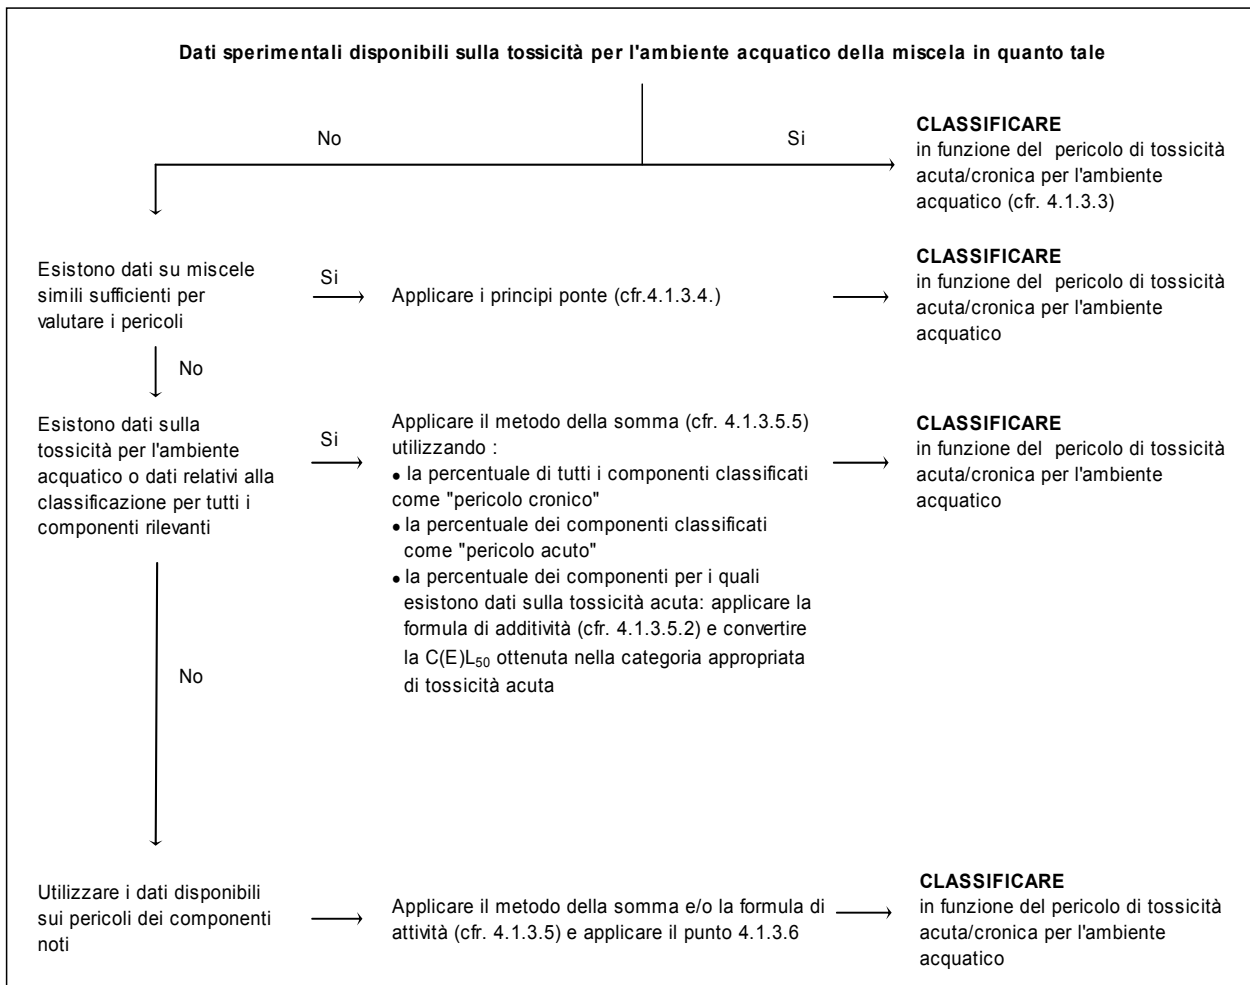 Dati sperimentali disponibili sulla tossicità per l'ambiente acquatico della miscela in quanto tale
No
Si
CLASSIFICARE
in funzione del pericolo di tossicità
acuta/cronica per l'ambiente
acquatico (cfr. 4.1.3.3)
Esistono dati su miscele
simili sufficienti per
valutare i pericoli
Si
Applicare i principi ponte (cfr.4.1.3.4.)
CLASSIFICARE
in funzione del pericolo di tossicità
acuta/cronica per l'ambiente
acquatico
No
Esistono dati sulla
tossicità per l'ambiente
acquatico o dati relativi alla
classificazione per tutti i
componenti rilevanti
Si
Applicare il metodo della somma (cfr. 4.1.3.5.5)
utilizzando :
• la percentuale di tutti i componenti classificati
come "pericolo cronico"
• la percentuale dei componenti classificati
come "pericolo acuto"
• la percentuale dei componenti per i quali
esistono dati sulla tossicità acuta: applicare la
formula di additività (cfr. 4.1.3.5.2) e convertire
la C(E)L50 ottenuta nella categoria appropriata
di tossicità acuta
CLASSIFICARE
in funzione del pericolo di tossicità
acuta/cronica per l'ambiente
acquatico
No
Utilizzare i dati disponibili
sui pericoli dei componenti
noti
Applicare il metodo della somma e/o la formula di
attività (cfr. 4.1.3.5) e applicare il punto 4.1.3.6
CLASSIFICARE
in funzione del pericolo di tossicità
acuta/cronica per l'ambiente
acquatico